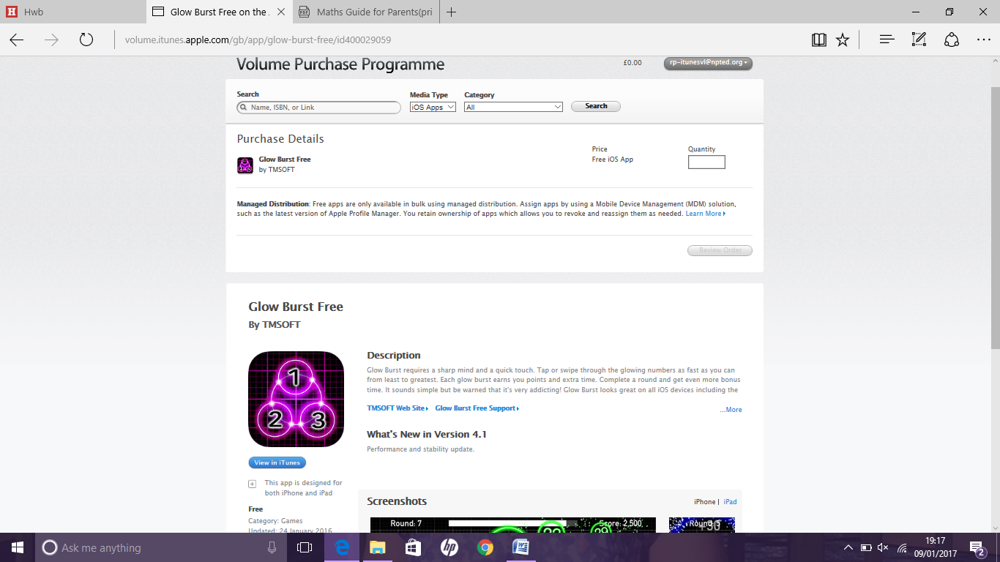 Hwb
Glow Burst Free on the .
Maths Guide for Parents(pri
volume.itunes.apple.com/gb/app/glow-burst-free/id400029059
Volume Purchase Programme
£0.00
rp-itunesvl@npted.org
Search
Media Type
Category
Name, ISBN, or Link
iOS Apps
All
Search
Purchase Details
Price
Quantity
Glow Burst Free
Free iOS App
by TMSOFT
Managed Distribution: Free apps are only available in bulk using managed distribution. Assign apps by using a Mobile Device Management (MDM) solution,
such as the latest version of Apple Profile Manager. You retain ownership of apps which allows you to revoke and reassign them as needed. Learn More
Review Order
Glow Burst Free
By TMSOFT
1
2 3
View in iTunes
This app is designed for
both iPhone and iPad
Free
Category: Games
Updated: 24 January 2016
Description
Glow Burst requires a sharp mind and a quick touch. Tap or swipe through the glowing numbers as fast as you can
from least to greatest. Each glow burst earns you points and extra time. Complete a round and get even more bonus
time. It sounds simple but be warned that it's very addicting! Glow Burst looks great on all iOS devices including the
TMSOFT Web Site
Glow Burst Free Support
...More
What's New in Version 4.1
Performance and stability update.
Screenshots
iPhone | iPad
Round: 7
Score: 2,500
Ask me anything
19:17
09/01/2017
2